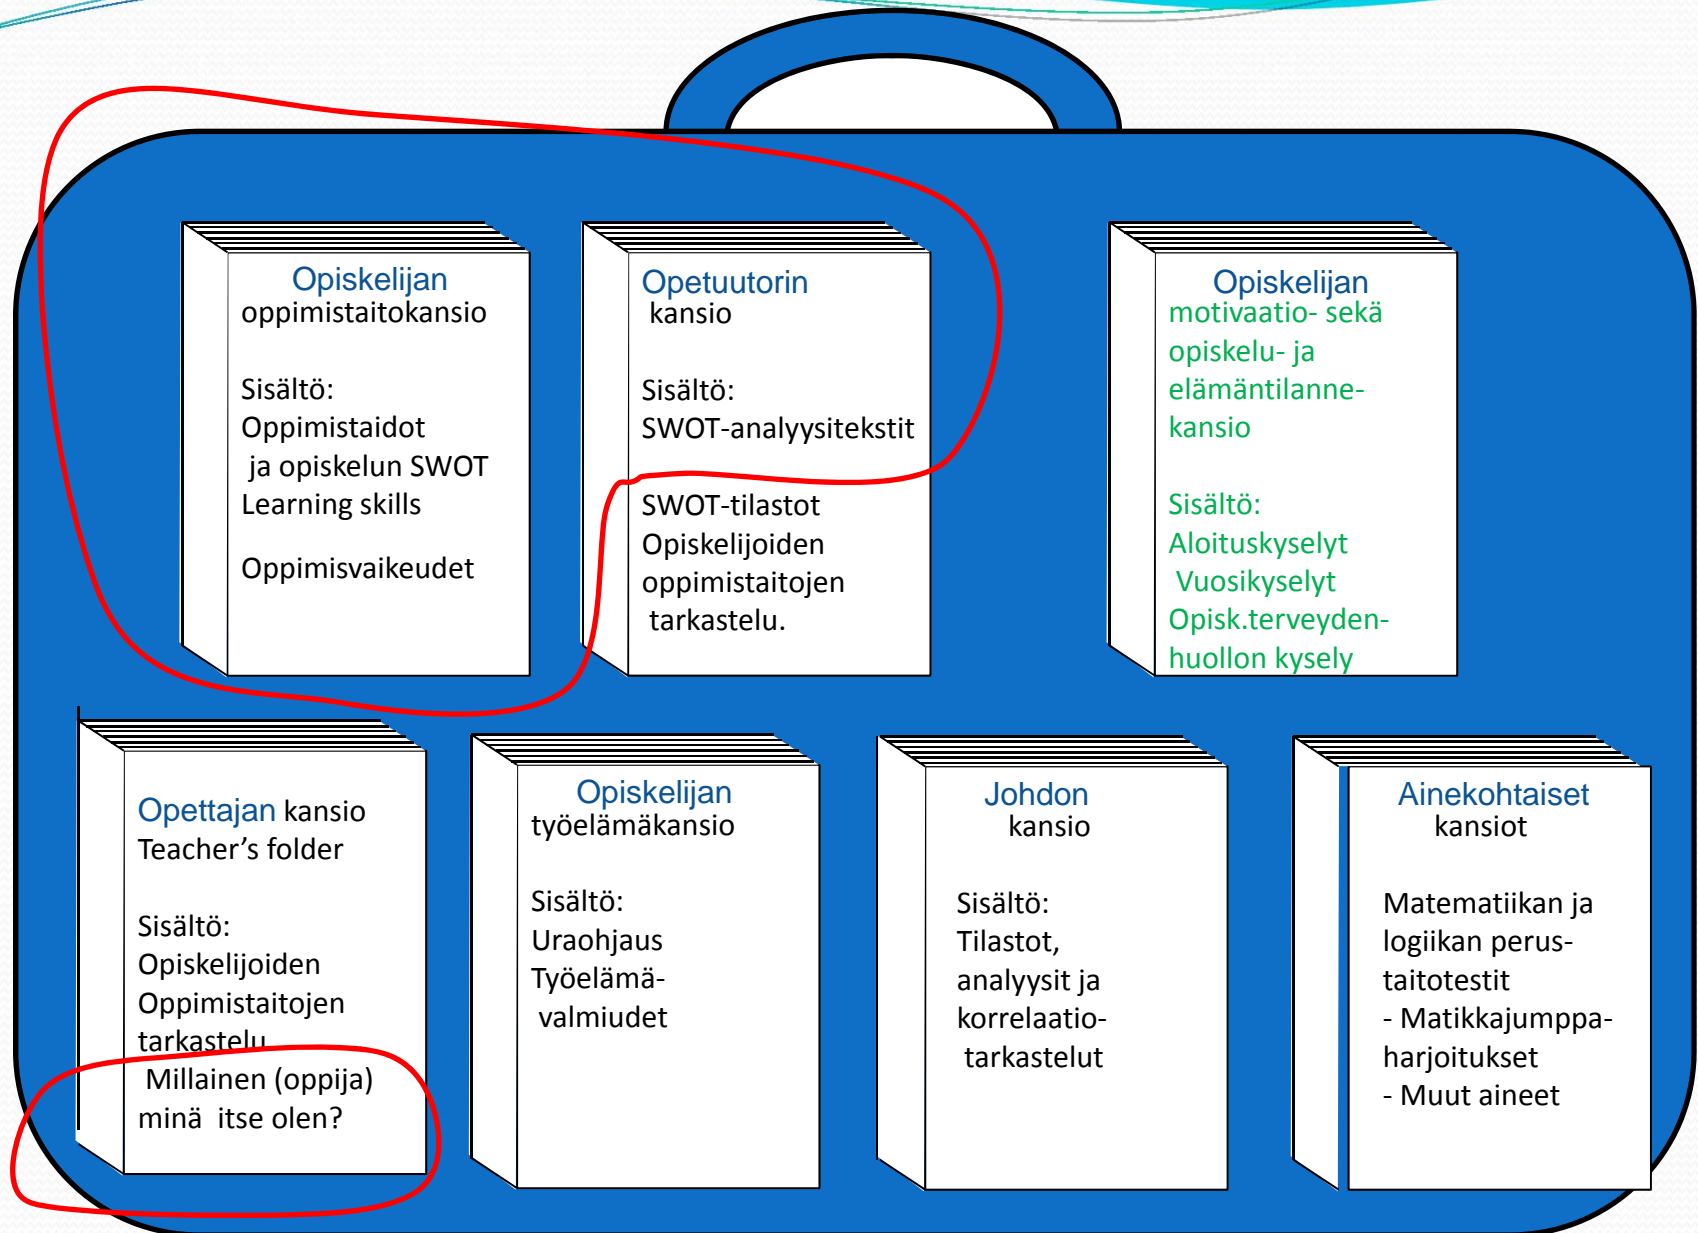 Opiskelijan
oppimistaitokansio
Sisältö:
Oppimistaidot
ja opiskelun SWOT
Learning skills
Oppimisvaikeudet
Opetuutorin
kansio
Sisältö:
SWOT-analyysitekstit
SWOT-tilastot
Opiskelijoiden
oppimistaitojen
tarkastelu.
Opiskelijan
motivaatio- sekä
opiskelu- ja
elämäntilanne-
kansio
Sisältö:
Aloituskyselyt
Vuosikyselyt
Opisk.terveyden-
huollon kysely
Opettajan kansio
Teacher’s folder
Sisältö:
Opiskelijoiden
Oppimistaitojen
tarkastelu
Millainen (oppija)
minä itse olen?
Opiskelijan
työelämäkansio
Sisältö:
Uraohjaus
Työelämä-
valmiudet
Johdon
kansio
Sisältö:
Tilastot,
analyysit ja
korrelaatio-
tarkastelut
Ainekohtaiset
kansiot
Matematiikan ja
logiikan perus-
taitotestit
- Matikkajumppa-
harjoitukset
- Muut aineet